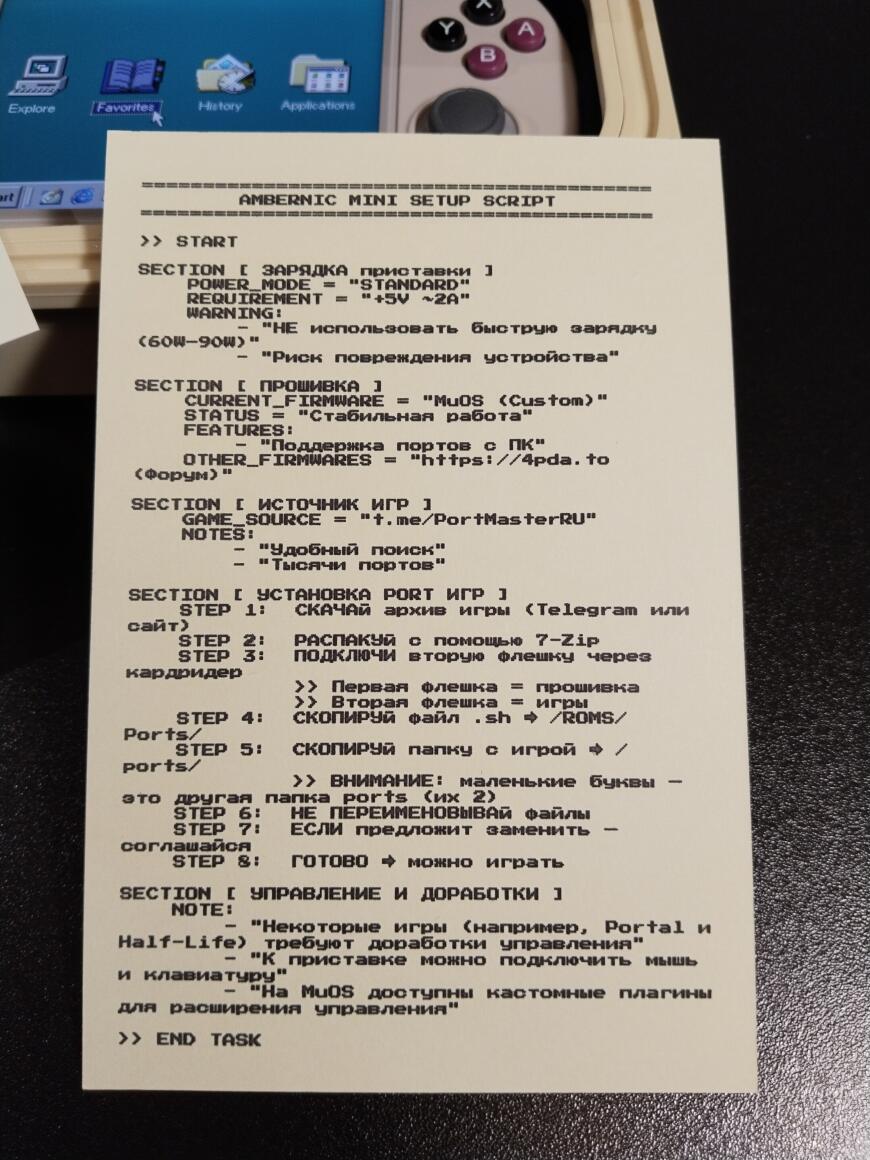 X
Y
A
B
Explore
Favorites
History
Applications
art
============================================
AMBERNIC MINI SETUP SCRIPT
============================================
>> START
SECTION [ ЗАРЯДКА приставки ]
POWER_MODE = "STANDARD"
REQUIREMENT = "+5V ~2A"
WARNING:
– "НЕ использовать быструю зарядку
(60W–90W)"
– "Риск повреждения устройства"
SECTION [ ПРОШИВКА ]
CURRENT_FIRMWARE = "MuOS (Custom)"
STATUS = "Стабильная работа"
FEATURES:
– "Поддержка портов с ПК"
OTHER_FIRMWARES = "https://4pda.to
(Форум)"
SECTION [ ИСТОЧНИК ИГР ]
GAME_SOURCE = "t.me/PortMasterRU"
NOTES:
– "Удобный поиск"
– "Тысячи портов"
SECTION [ УСТАНОВКА PORT ИГР ]
STEP 1: СКАЧАЙ архив игры (Telegram или
сайт)
STEP 2: РАСПАКУЙ с помощью 7-Zip
STEP 3: ПОДКЛЮЧИ вторую флешку через
кардридер
>> Первая флешка = прошивка
>> Вторая флешка = игры
STEP 4: СКОПИРУЙ файл .sh ⇒ /ROMS/
Ports/
STEP 5: СКОПИРУЙ папку с игрой ⇒ /
ports/
>> ВНИМАНИЕ: маленькие буквы –
это другая папка ports (их 2)
STEP 6: НЕ ПЕРЕИМЕНОВЫВАЙ файлы
STEP 7: ЕСЛИ предложит заменить –
соглашайся
STEP 8: ГОТОВО ⇒ можно играть
SECTION [ УПРАВЛЕНИЕ И ДОРАБОТКИ ]
NOTE:
– "Некоторые игры (например, Portal и
Half-Life) требуют доработки управления"
– "К приставке можно подключить мышь
и клавиатуру"
– "На MuOS доступны кастомные плагины
для расширения управления"
>> END TASK